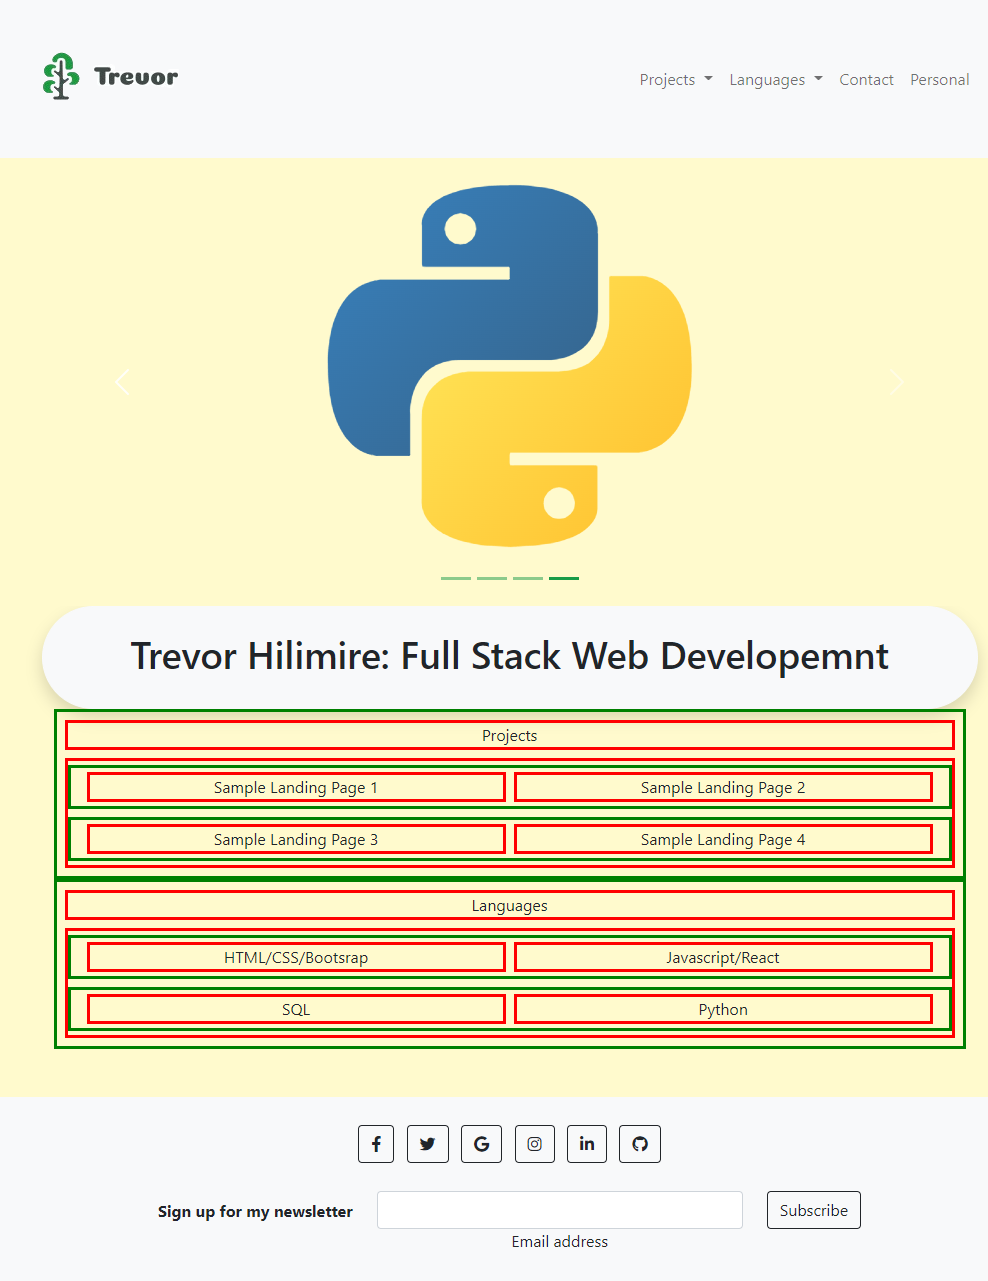 Trevor
Projects Languages Contact Personal
Trevor Hilimire: Full Stack Web Developemnt
Projects
Sample Landing Page 1 Sample Landing Page 2
Sample Landing Page 3 Sample Landing Page 4
Languages
HTML/CSS/Bootsrap Javascript/React
SQL Python
Sign up for my newsletter Subscribe
Email address